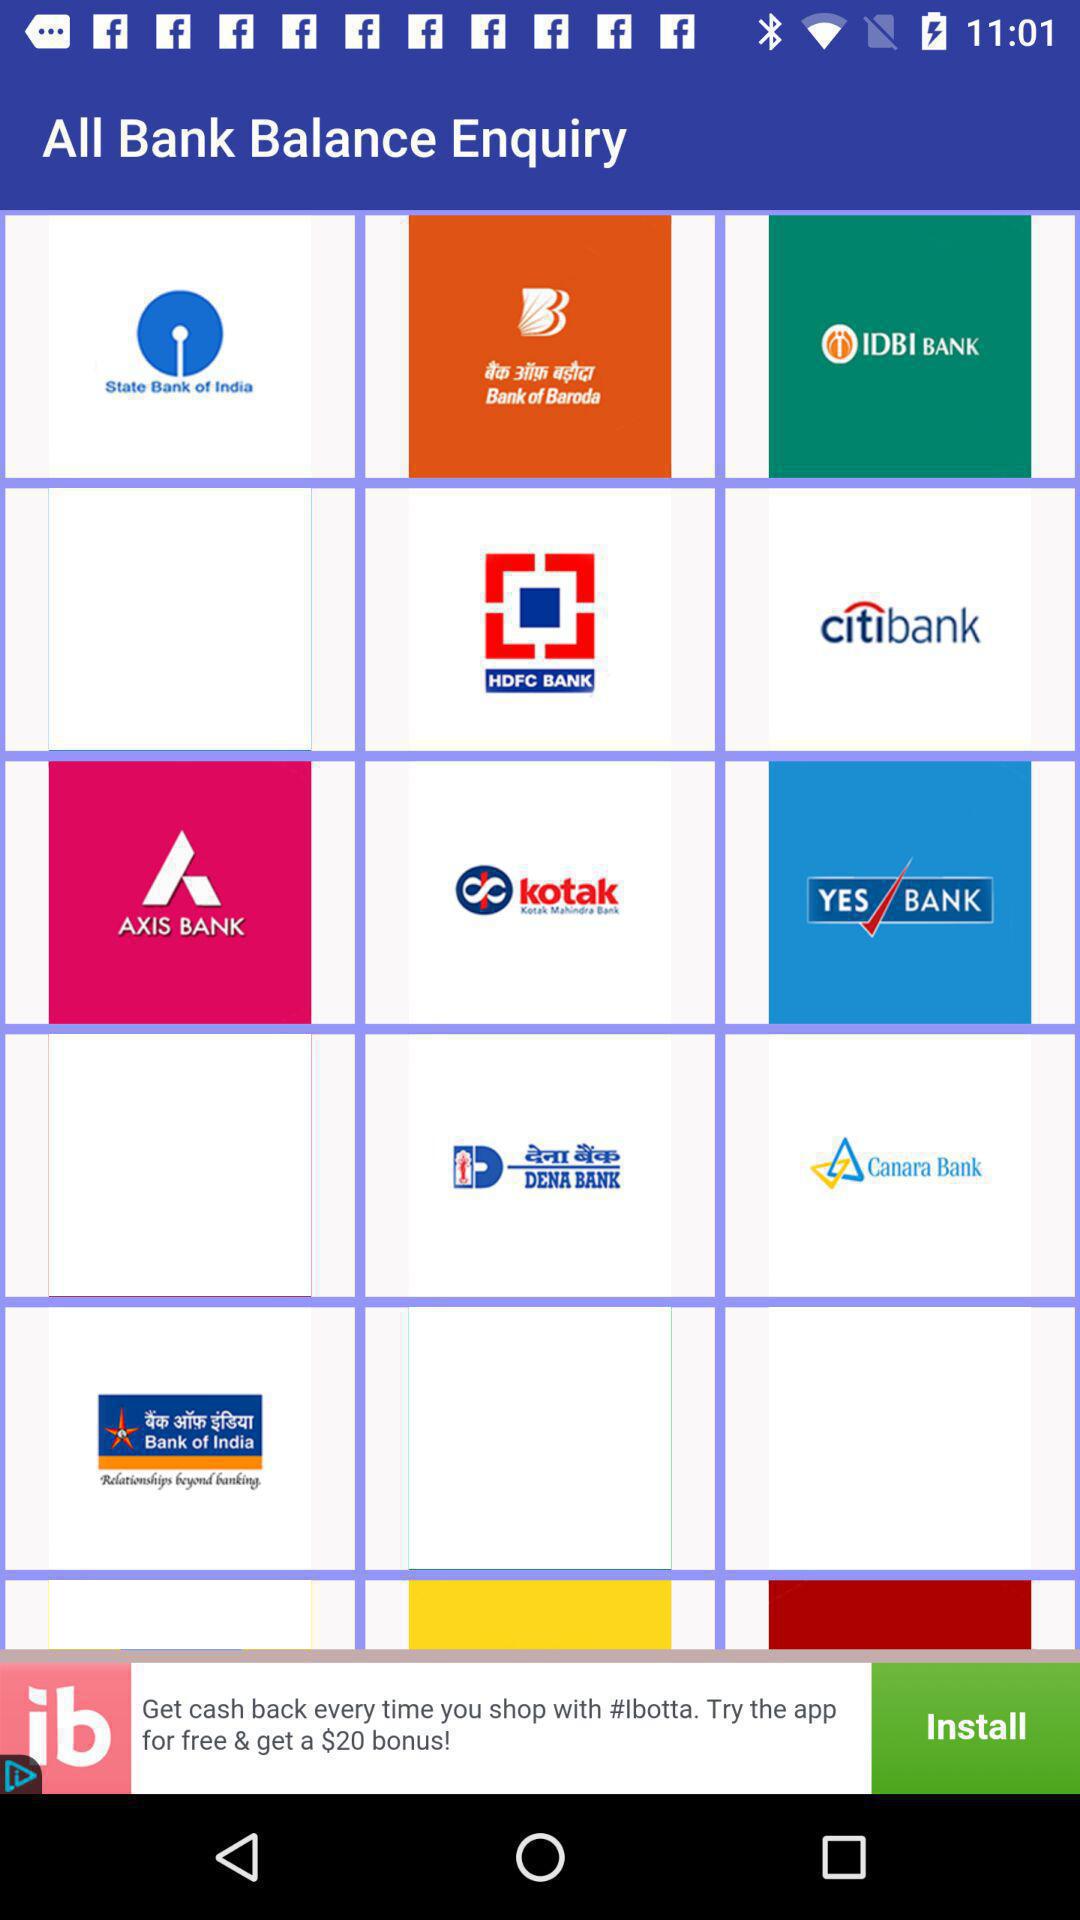 11:01
All Bank Balance Enquiry
State Bank of India
बैंक ऑफ़ बड़ौदा
Bank of Baroda
IDBI BANK
HDFC BANK
citibank
AXIS BANK
kotak
Kotak Mahindra Bank
YES BANK
देना बैंक
DENA BANK
Canara Bank
बैंक ऑफ़ इंडिया
Bank of India
Relationships beyond banking.
ib
Get cash back every time you shop with #Ibotta. Try the app
for free & get a $20 bonus!
Install